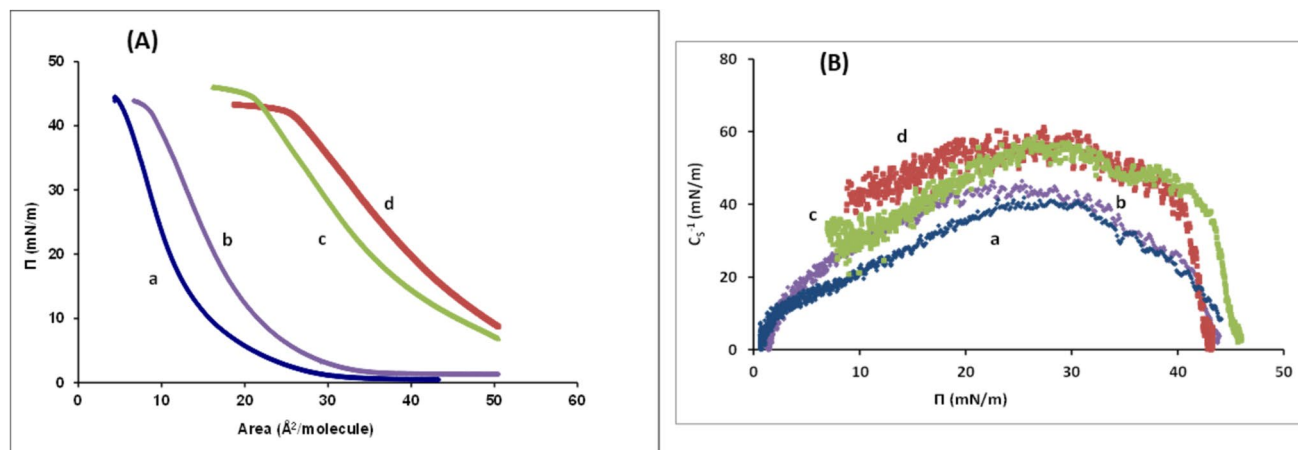 (A)
50
40
30
20
10
0
Π (mN/m)
a
b
c
d
0 10 20 30 40 50 60
Area (Å²/molecule)
(B)
80
60
40
20
0
Cₛ⁻¹ (mN/m)
d
c
b
a
0 10 20 30 40 50
Π (mN/m)